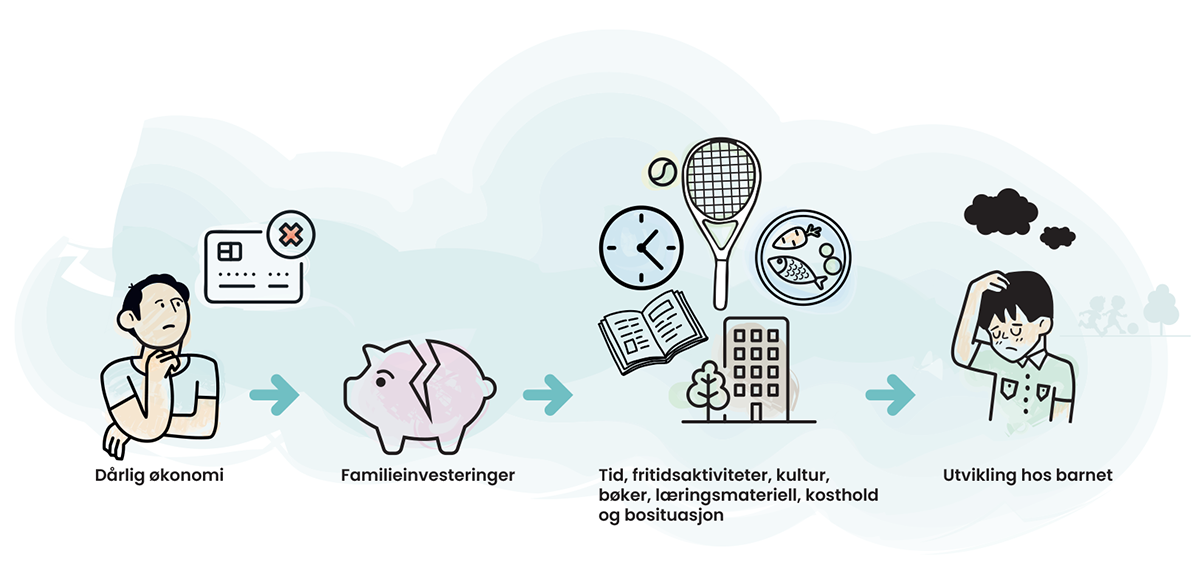 Dårlig økonomi
Familieinvesteringer
Tid, fritidsaktiviteter, kultur,
bøker, læringsmateriell, kosthold
og bosituasjon
Utvikling hos barnet